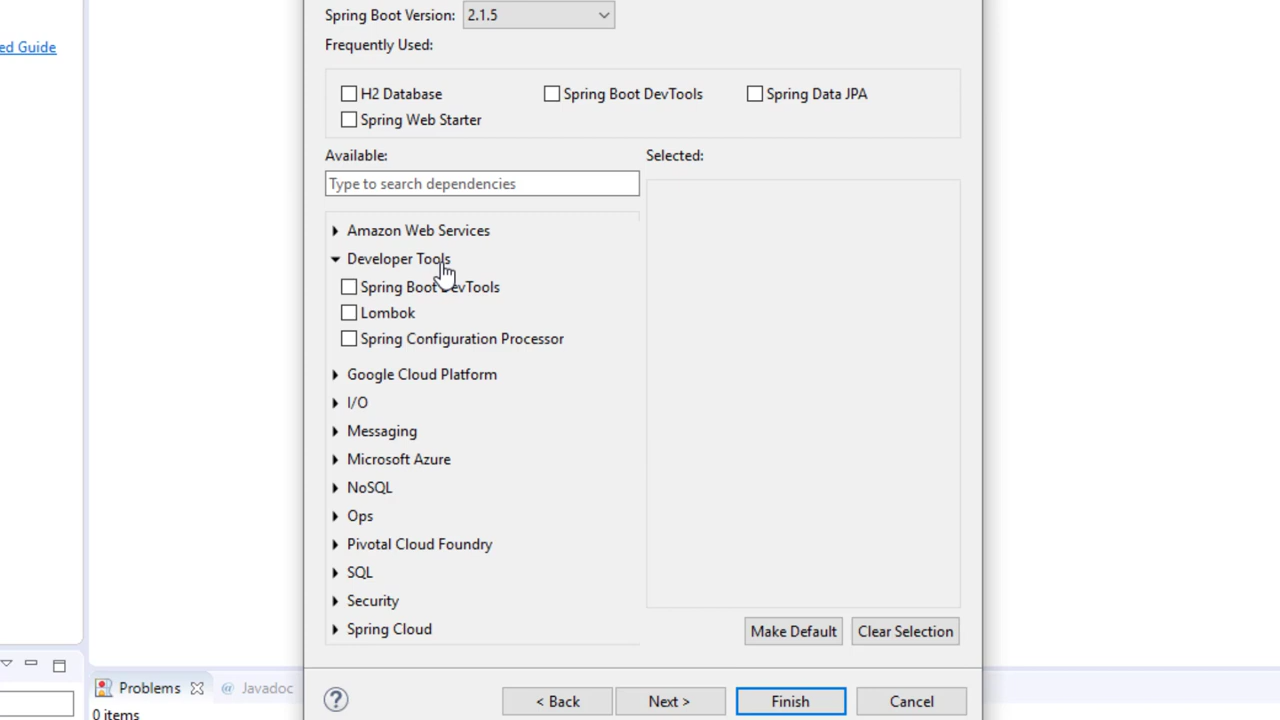 Spring Boot Version: 2.1.5
ed Guide
Frequently Used:
H2 Database Spring Boot DevTools Spring Data JPA
Spring Web Starter
Available: Selected:
Type to search dependencies
Amazon Web Services
Developer Tools
Spring Boot DevTools
Lombok
Spring Configuration Processor
Google Cloud Platform
I/O
Messaging
Microsoft Azure
NoSQL
Ops
Pivotal Cloud Foundry
SQL
Security
Spring Cloud
Make Default Clear Selection
Problems @ Javadoc
? < Back Next > Finish Cancel
0 items